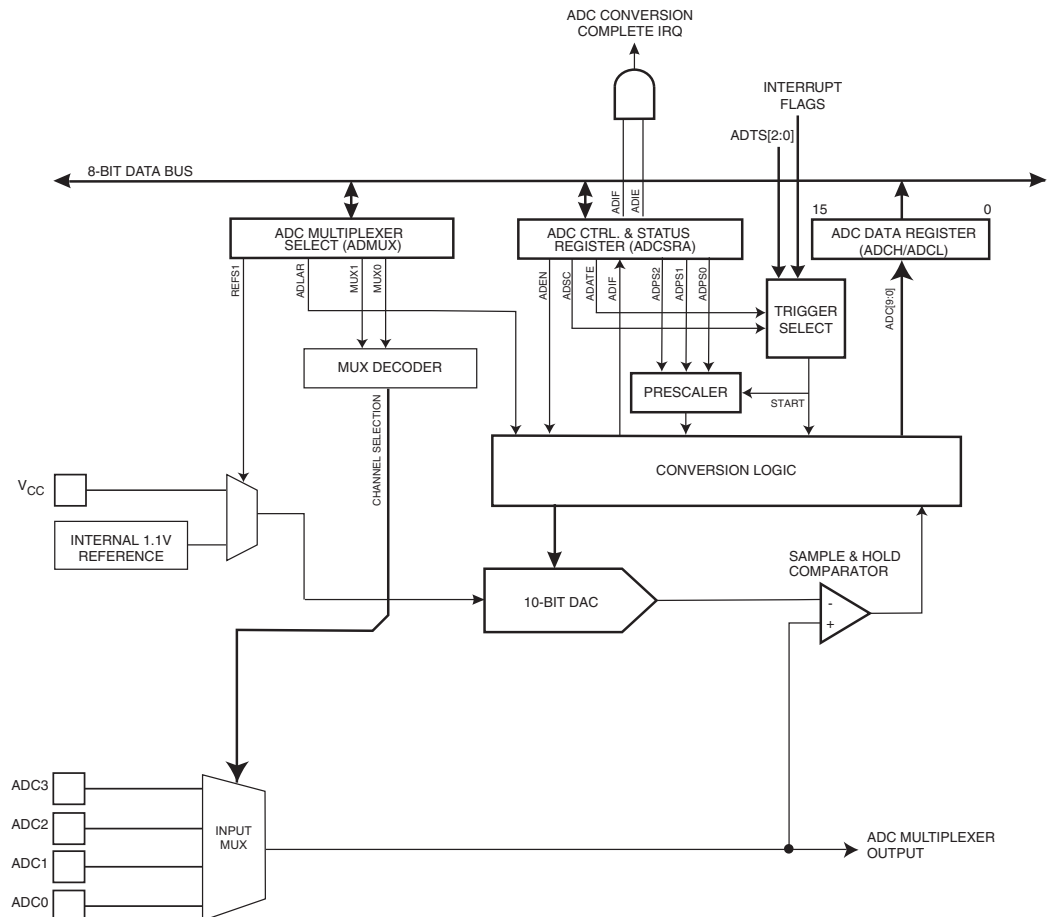 ADC CONVERSION
COMPLETE IRQ
INTERRUPT
FLAGS
ADTS[2:0]
8-BIT DATA BUS
ADIF
ADIE
15
0
ADC MULTIPLEXER
SELECT (ADMUX)
ADC CTRL. & STATUS
REGISTER (ADCSRA)
ADC DATA REGISTER
(ADCH/ADCL)
REFS1
ADLAR
MUX1
MUX0
ADEN
ADSC
ADATE
ADIF
ADPS2
ADPS1
ADPS0
ADC[9:0]
TRIGGER
SELECT
MUX DECODER
PRESCALER
START
CHANNEL SELECTION
CONVERSION LOGIC
VCC
INTERNAL 1.1V
REFERENCE
SAMPLE & HOLD
COMPARATOR
10-BIT DAC
-
+
ADC3
ADC2
ADC1
ADC0
INPUT
MUX
ADC MULTIPLEXER
OUTPUT